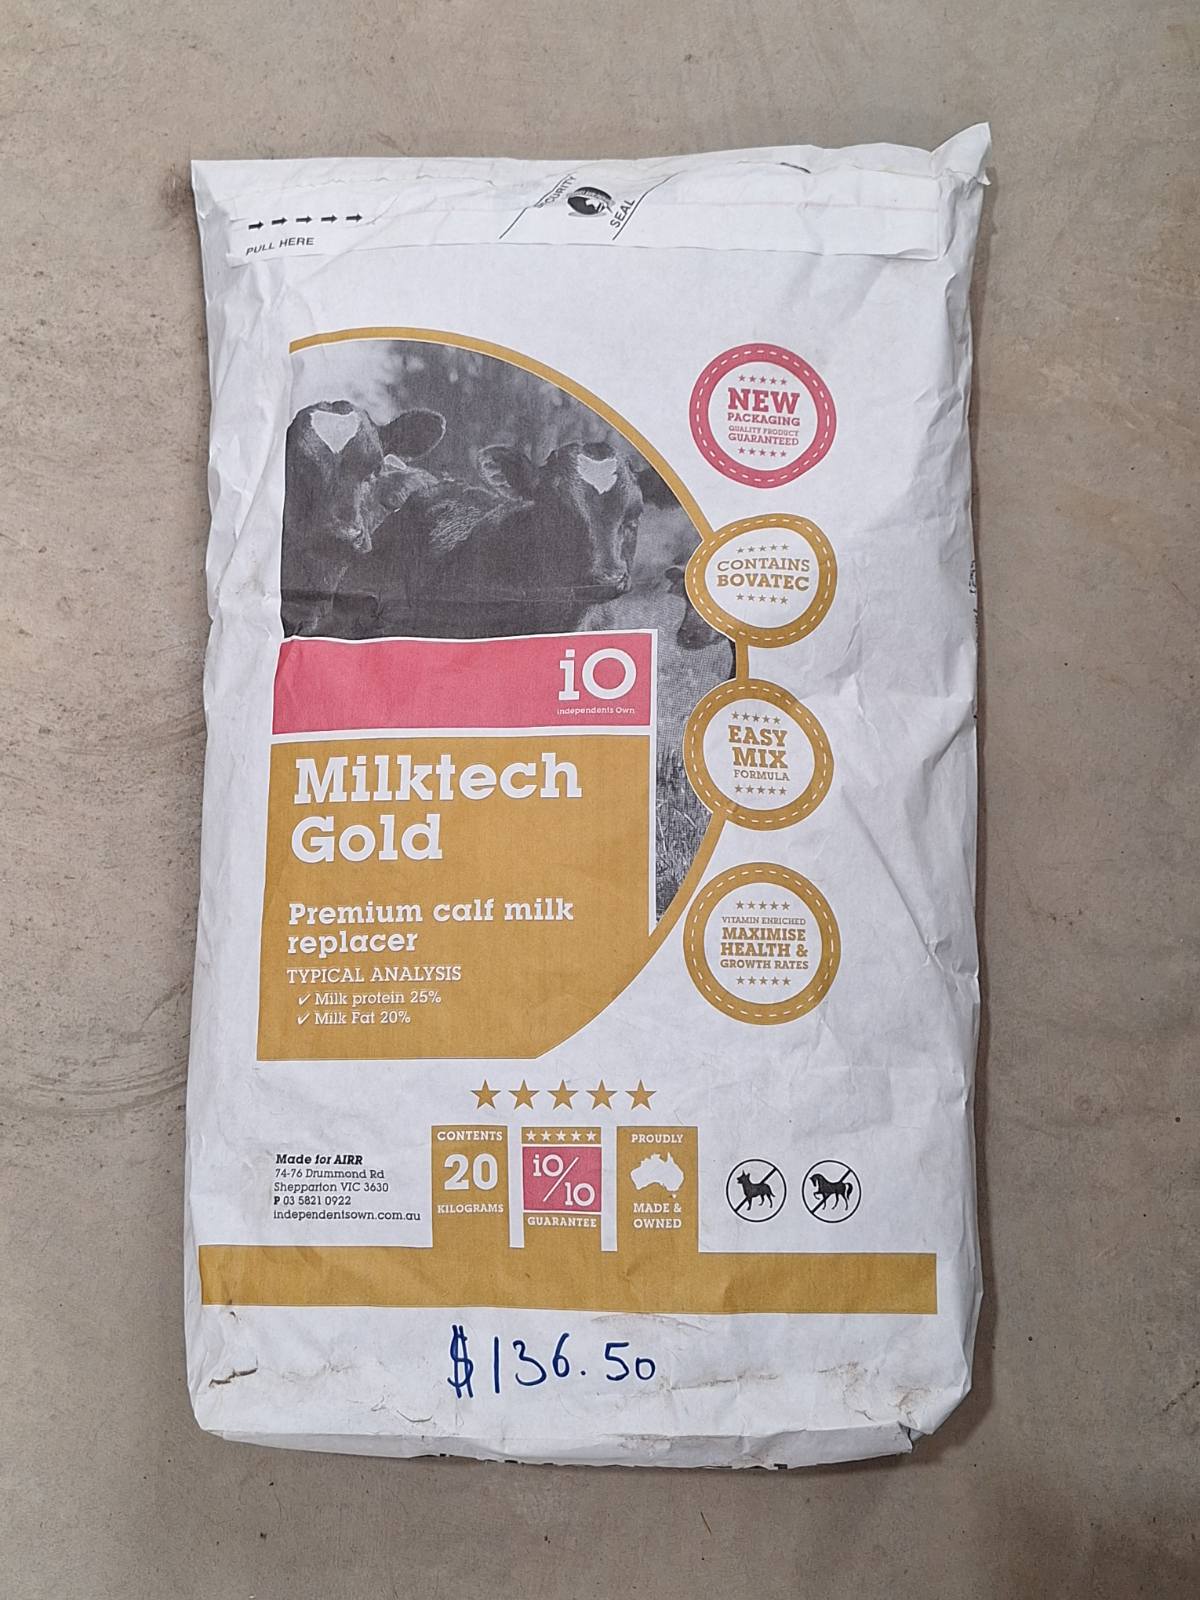 SECURITY
SEAL
PULL HERE
NEW
PACKAGING
QUALITY PRODUCT
GUARANTEED
CONTAINS
BOVATEC
iO
Independents Own
EASY
MIX
FORMULA
Milktech
Gold
Premium calf milk
replacer
TYPICAL ANALYSIS
✓ Milk protein 25%
✓ Milk Fat 20%
VITAMIN ENRICHED
MAXIMISE
HEALTH &
GROWTH RATES
Made for AIRR
74-76 Drummond Rd
Shepparton VIC 3630
P 03 5821 0922
independentsown.com.au
CONTENTS
20
KILOGRAMS
iO/10
GUARANTEE
PROUDLY
MADE &
OWNED
$136.50